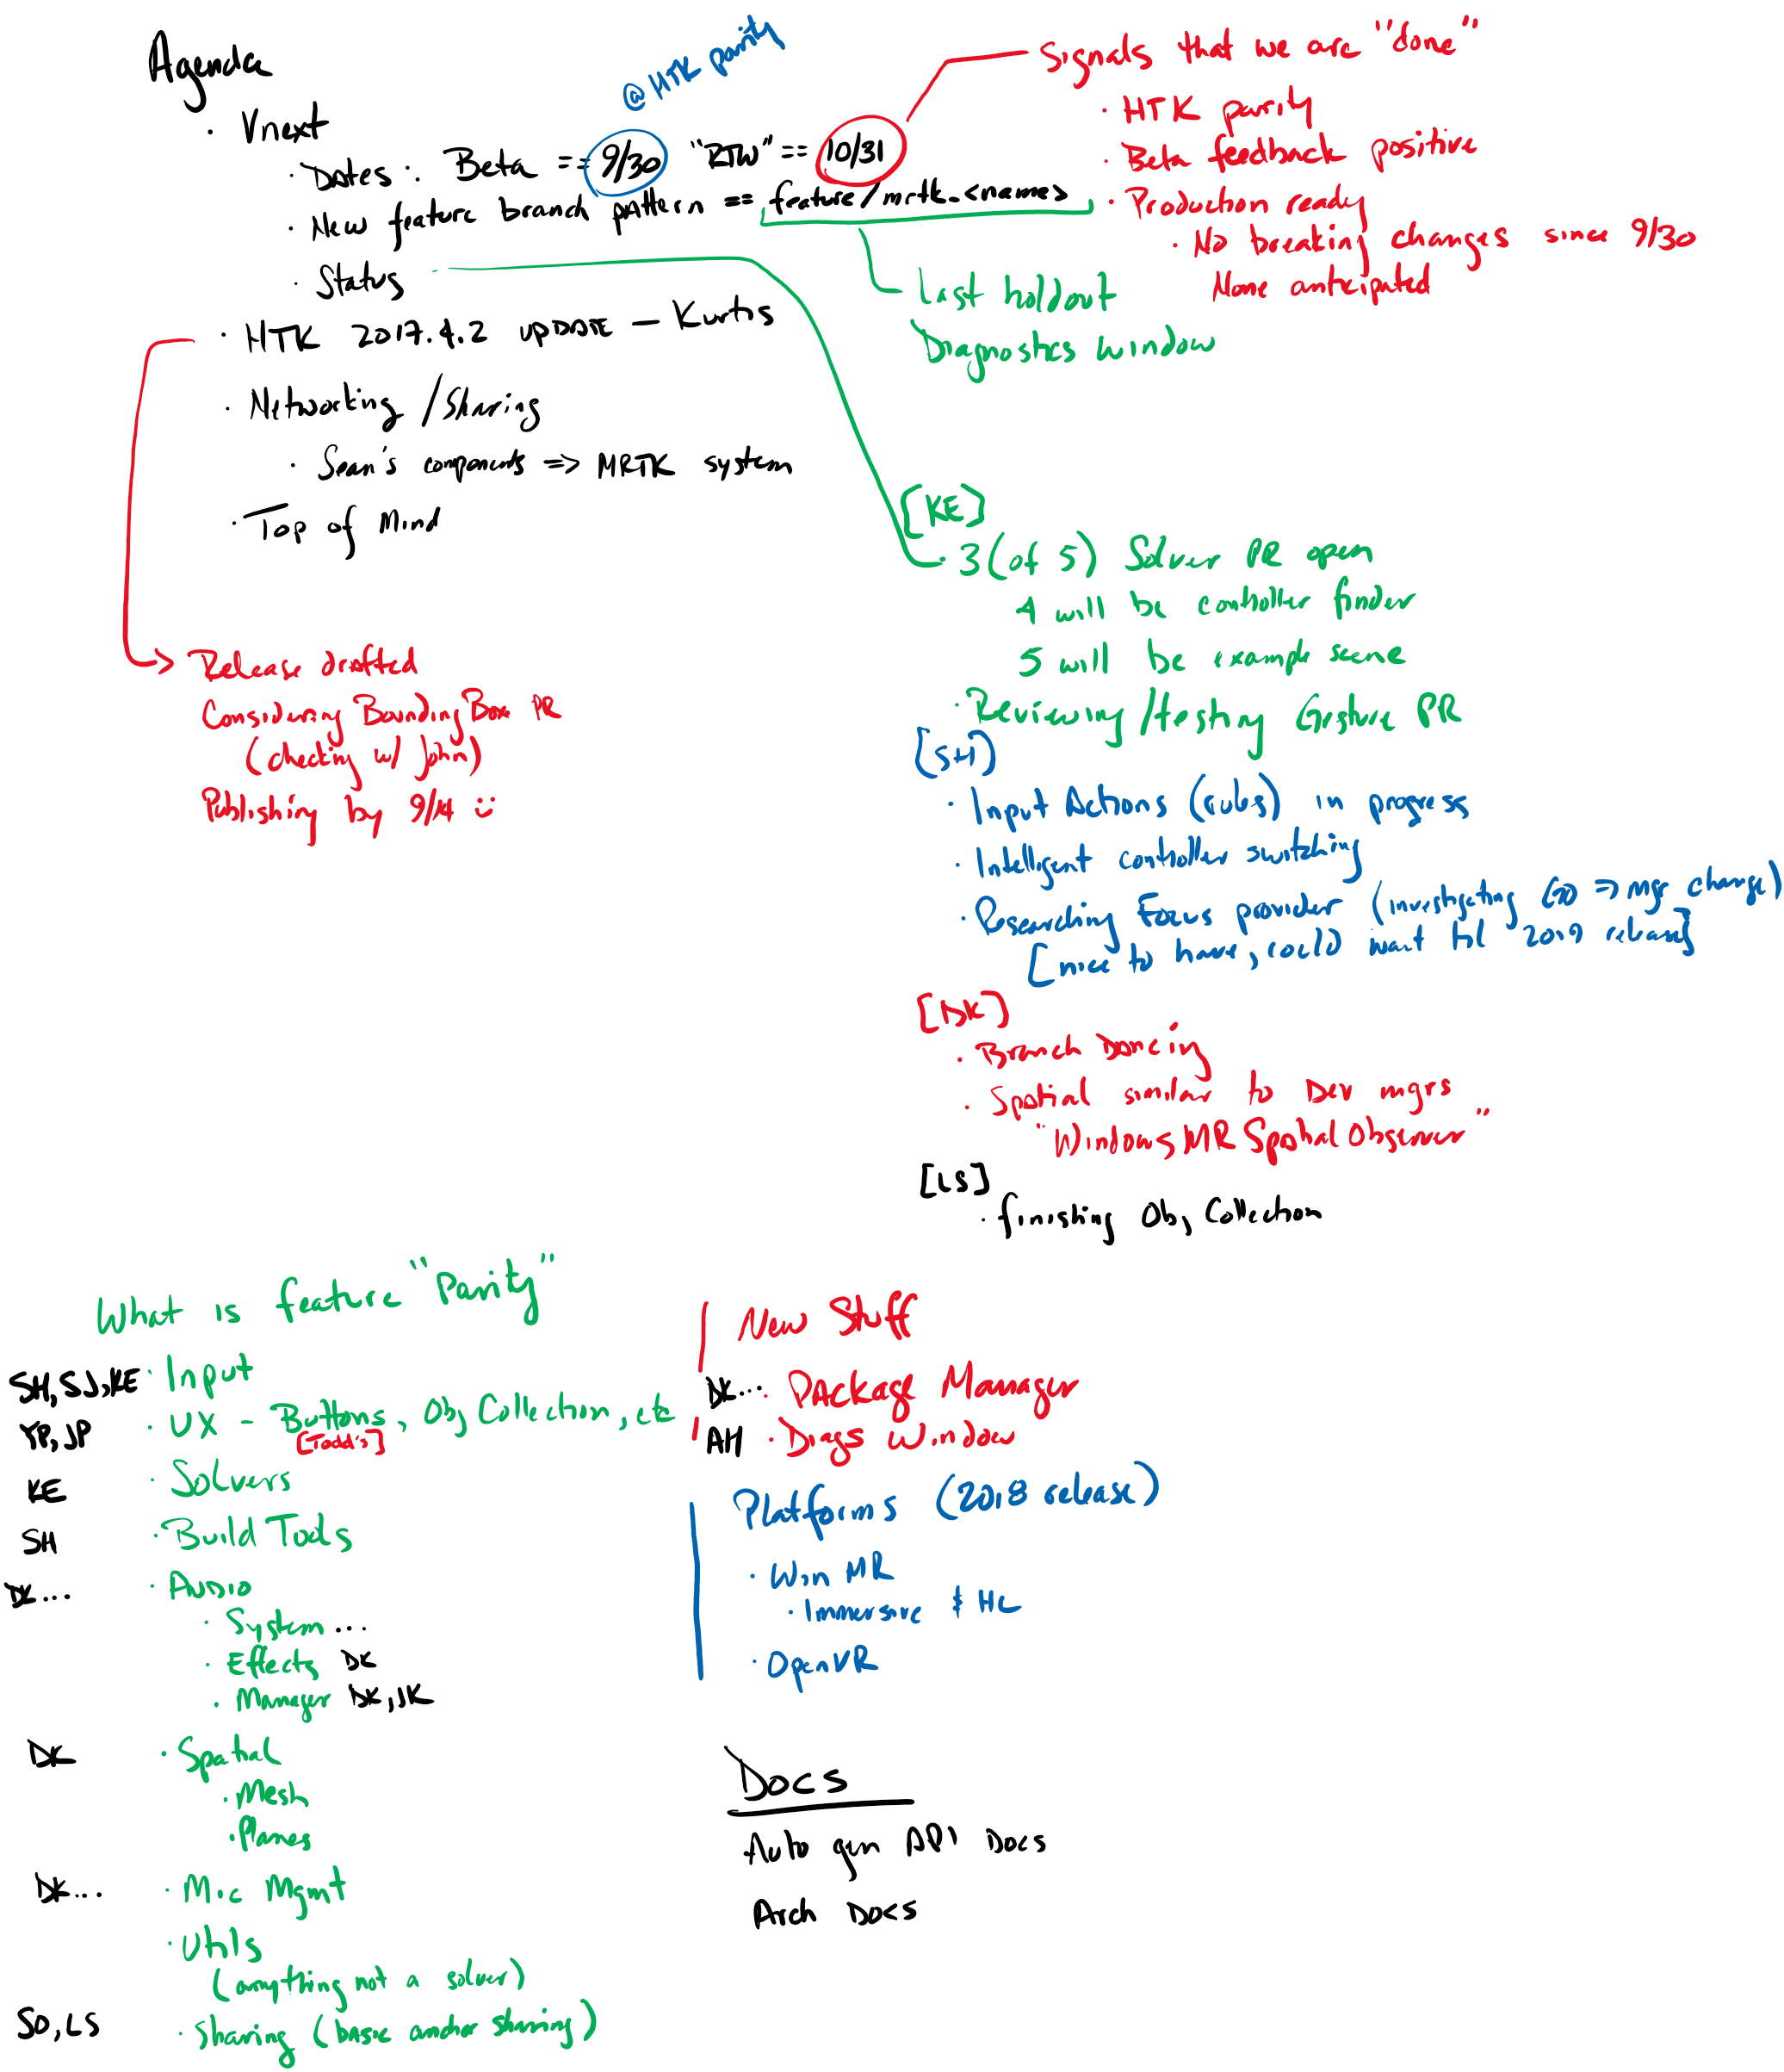 Agenda
· Vnext
@ HTK parity
· Dates: Beta == 9/30 "RTW" == 10/31
· New feature branch pattern == feature/mrtk_<name>
· Status
· HTK 2017.4.2 update - Kurtis
· Networking/Sharing
· Sean's components => MRTK system
· Top of Mind
Signals that we are "done"
· HTK parity
· Beta feedback positive
· Production ready
· No breaking changes since 9/30
None anticipated
Last holdout
Diagnostics window
Release drafted
Considering Bounding Box PR
(checking w/ John)
Publishing by 9/14 :)
[KE]
· 3 (of 5) Solver PR open
4 will be controller finder
5 will be example scene
· Reviewing/testing Gesture PR
[SH]
· Input Actions (rules) in progress
· Intelligent controller switching
· Researching Focus provider (investigating GO => mgr change)
[nice to have, could wait til 2019 release]
[DK]
· Branch Dancing
· Spatial similar to Dev mgrs
"Windows MR Spatial Observer"
[LS]
· finishing Obj Collection
What is feature "Parity"
SH, SJ, KE · Input
YP, JP · UX - Buttons, Obj Collection, etc
[Todd's]
KE · Solvers
SH · Build Tools
DK... · Audio
· System ...
· Effects DK
· Manager DK, JK
DK · Spatial
· Mesh
· Planes
DK... · Mic Mgmt
· Utils
(anything not a solver)
SO, LS · Sharing (basic anchor sharing)
New Stuff
DK... · Package Manager
AM · Diags Window
Platforms (2018 release)
· Win MR
· Immersive & HL
· OpenVR
Docs
Auto gen API Docs
Arch Docs